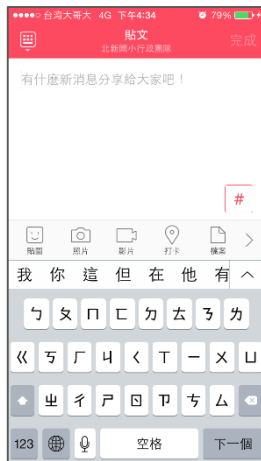 台灣大哥大 4G 下午4:34 79%
貼文
北新國小行政團隊
完成
有什麼新消息分享給大家吧！
#
貼圖 照片 影片 打卡 檔案
我 你 這 但 在 他 有
ㄅ ㄆ ㄇ ㄈ ㄉ ㄊ ㄋ ㄌ
ㄍ ㄎ ㄏ ㄐ ㄑ ㄒ ㄧ ㄨ ㄩ
ㄓ ㄔ ㄕ ㄖ ㄗ ㄘ ㄙ
123 空格 下一個